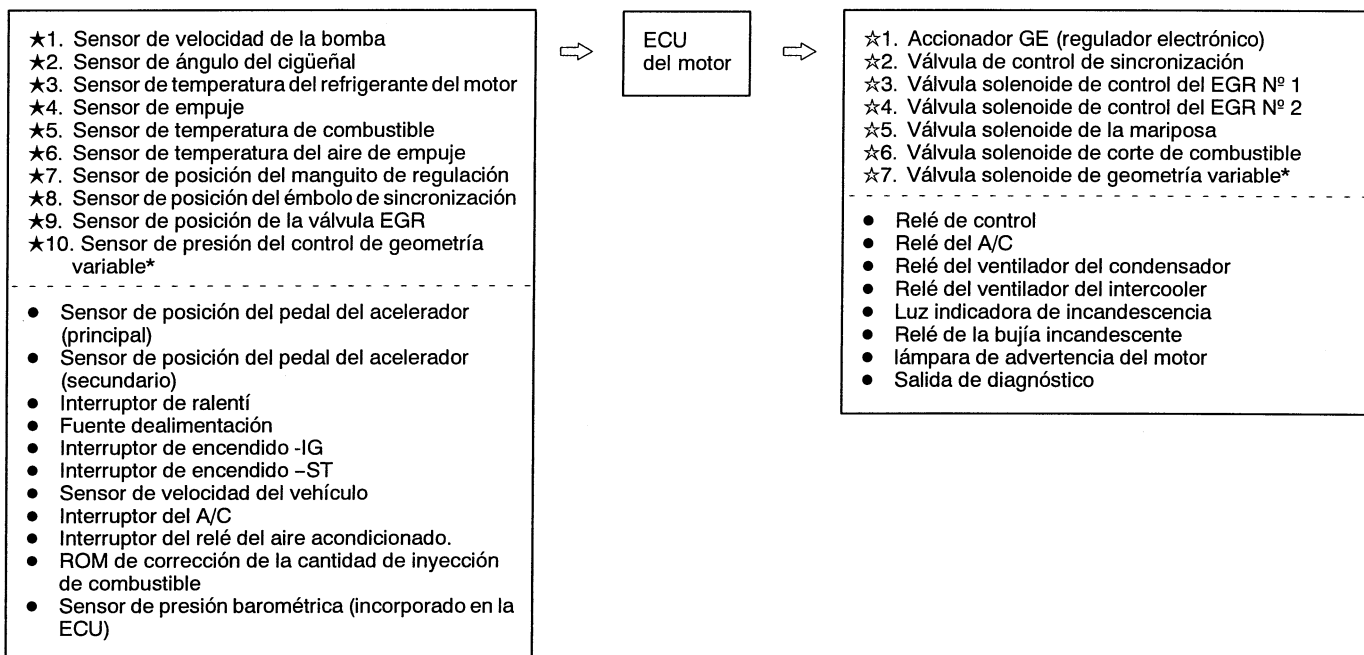 ★1. Sensor de velocidad de la bomba
★2. Sensor de ángulo del cigüeñal
★3. Sensor de temperatura del refrigerante del motor
★4. Sensor de empuje
★5. Sensor de temperatura de combustible
★6. Sensor de temperatura del aire de empuje
★7. Sensor de posición del manguito de regulación
★8. Sensor de posición del émbolo de sincronización
★9. Sensor de posición de la válvula EGR
★10. Sensor de presión del control de geometría
variable*
● Sensor de posición del pedal del acelerador
(principal)
● Sensor de posición del pedal del acelerador
(secundario)
● Interruptor de ralentí
● Fuente dealimentación
● Interruptor de encendido -IG
● Interruptor de encendido –ST
● Sensor de velocidad del vehículo
● Interruptor del A/C
● Interruptor del relé del aire acondicionado.
● ROM de corrección de la cantidad de inyección
de combustible
● Sensor de presión barométrica (incorporado en la
ECU)
⇨
ECU
del motor
⇨
☆1. Accionador GE (regulador electrónico)
☆2. Válvula de control de sincronización
☆3. Válvula solenoide de control del EGR Nº 1
☆4. Válvula solenoide de control del EGR Nº 2
☆5. Válvula solenoide de la mariposa
☆6. Válvula solenoide de corte de combustible
☆7. Válvula solenoide de geometría variable*
● Relé de control
● Relé del A/C
● Relé del ventilador del condensador
● Relé del ventilador del intercooler
● Luz indicadora de incandescencia
● Relé de la bujía incandescente
● lámpara de advertencia del motor
● Salida de diagnóstico